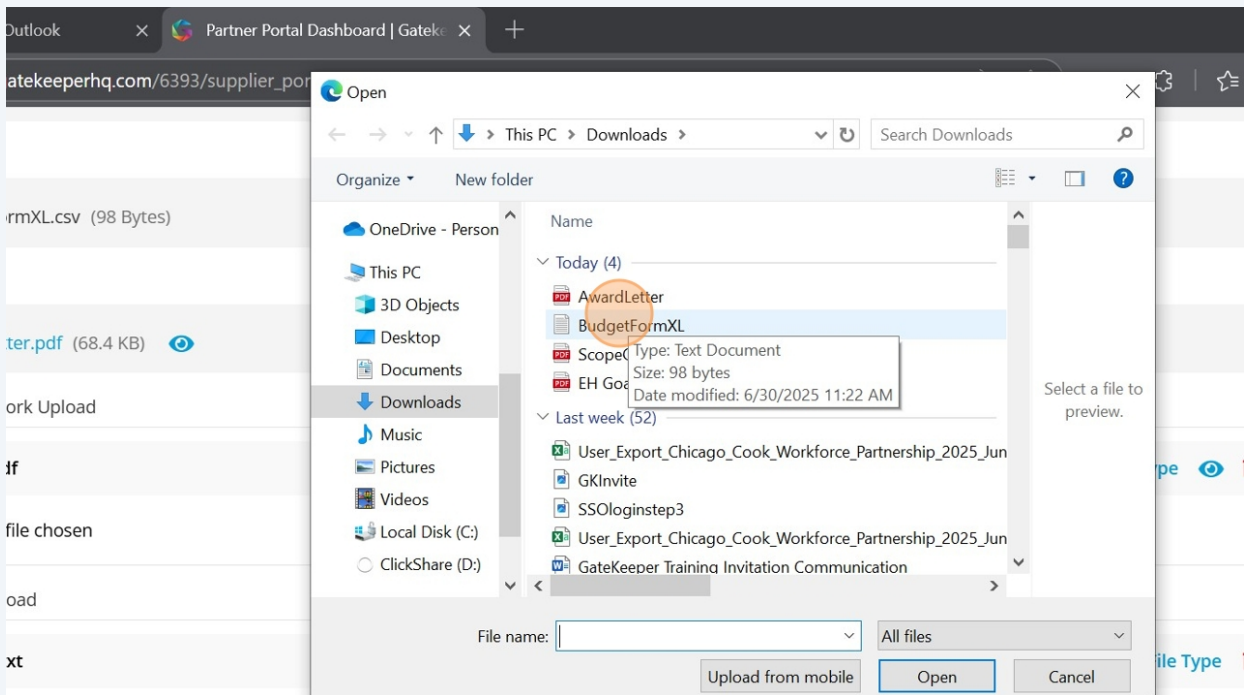 Outlook
Partner Portal Dashboard | Gateke
atekeeperhq.com/6393/supplier_por
Open
This PC > Downloads >
Search Downloads
Organize
New folder
?
rmXL.csv (98 Bytes)
OneDrive - Person
Name
This PC
Today (4)
3D Objects
AwardLetter
Desktop
BudgetFormXL
ter.pdf (68.4 KB)
Type: Text Document
Documents
Size: 98 bytes
EH Goa
Date modified: 6/30/2025 11:22 AM
Select a file to
preview.
ork Upload
Downloads
Last week (52)
Music
User_Export_Chicago_Cook_Workforce_Partnership_2025_Jun
df
Pictures
GKInvite
ype
Videos
SSOloginstep3
file chosen
Local Disk (C:)
User_Export_Chicago_Cook_Workforce_Partnership_2025_Jun
ClickShare (D:)
GateKeeper Training Invitation Communication
oad
File name:
All files
xt
ile Type
Upload from mobile
Open
Cancel